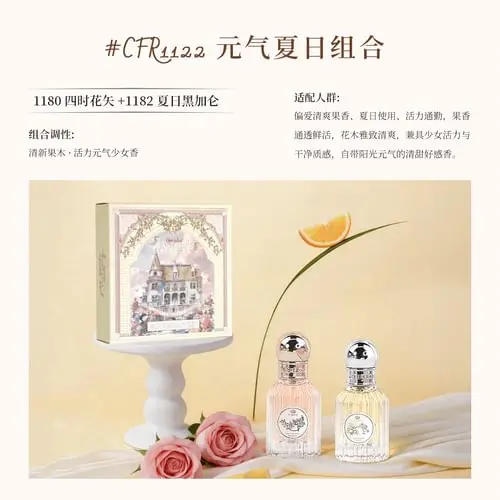 #CFR1122 元气夏日组合
1180 四时花矢 +1182 夏日黑加仑
组合调性:
清新果木·活力元气少女香
适配人群:
偏爱清爽果香、夏日使用、活力通勤，果香
通透鲜活，花木雅致清爽，兼具少女活力与
干净质感，自带阳光元气的清甜好感香。